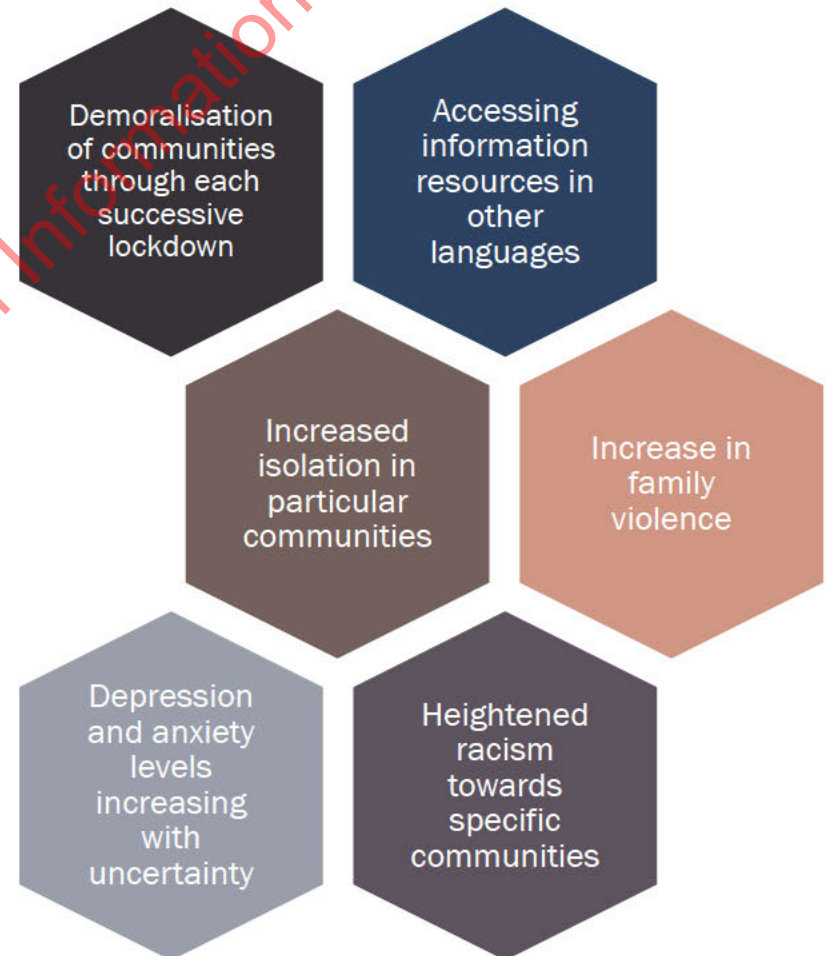 Demoralisation
of communities
through each
successive
lockdown
Accessing
information
resources in
other
languages
Increased
isolation in
particular
communities
Increase in
family
violence
Depression
and anxiety
levels
increasing
with
uncertainty
Heightened
racism
towards
specific
communities
Information